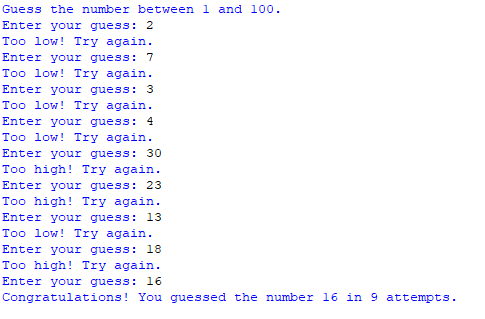 Guess the number between 1 and 100.
Enter your guess: 2
Too low! Try again.
Enter your guess: 7
Too low! Try again.
Enter your guess: 3
Too low! Try again.
Enter your guess: 4
Too low! Try again.
Enter your guess: 30
Too high! Try again.
Enter your guess: 23
Too high! Try again.
Enter your guess: 13
Too low! Try again.
Enter your guess: 18
Too high! Try again.
Enter your guess: 16
Congratulations! You guessed the number 16 in 9 attempts.